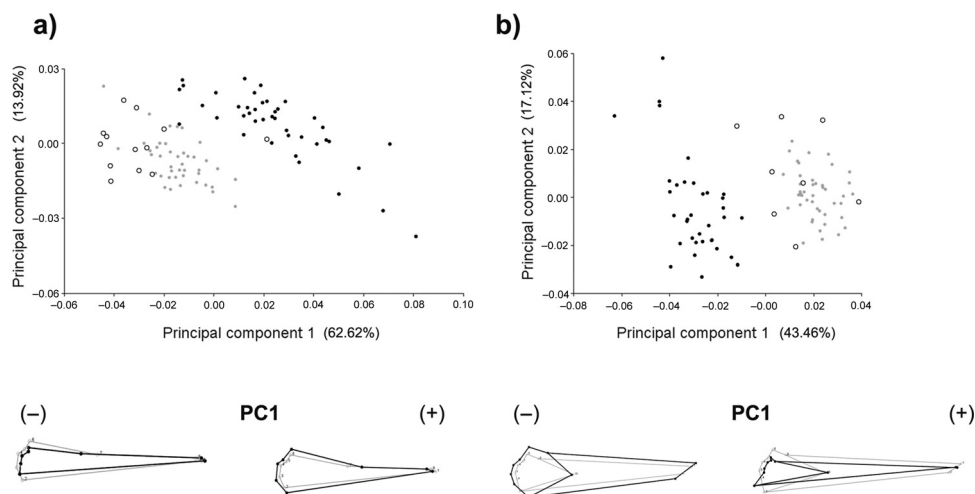 a)
b)
Principal component 2 (13.92%)
0.03
0.00
−0.03
−0.06
−0.06 −0.04 −0.02 0.00 0.02 0.04 0.06 0.08 0.10
Principal component 1 (62.62%)
Principal component 2 (17.12%)
0.06
0.04
0.02
0.00
−0.02
−0.04
−0.08 −0.06 −0.04 −0.02 −0.00 0.02 0.04
Principal component 1 (43.46%)
(–) PC1 (+)
(–) PC1 (+)